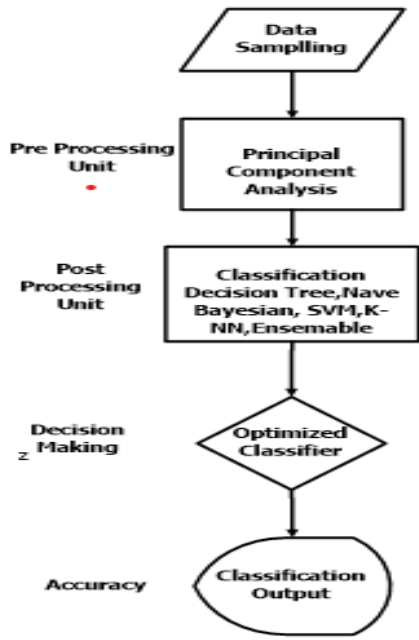 Data
Samplling
Pre Processing
Unit
Principal
Component
Analysis
Post
Processing
Unit
Classification
Decision Tree,Nave
Bayesian, SVM,K-
NN,Ensemable
Decision
z Making
Optimized
Classifier
Accuracy
Classification
Output